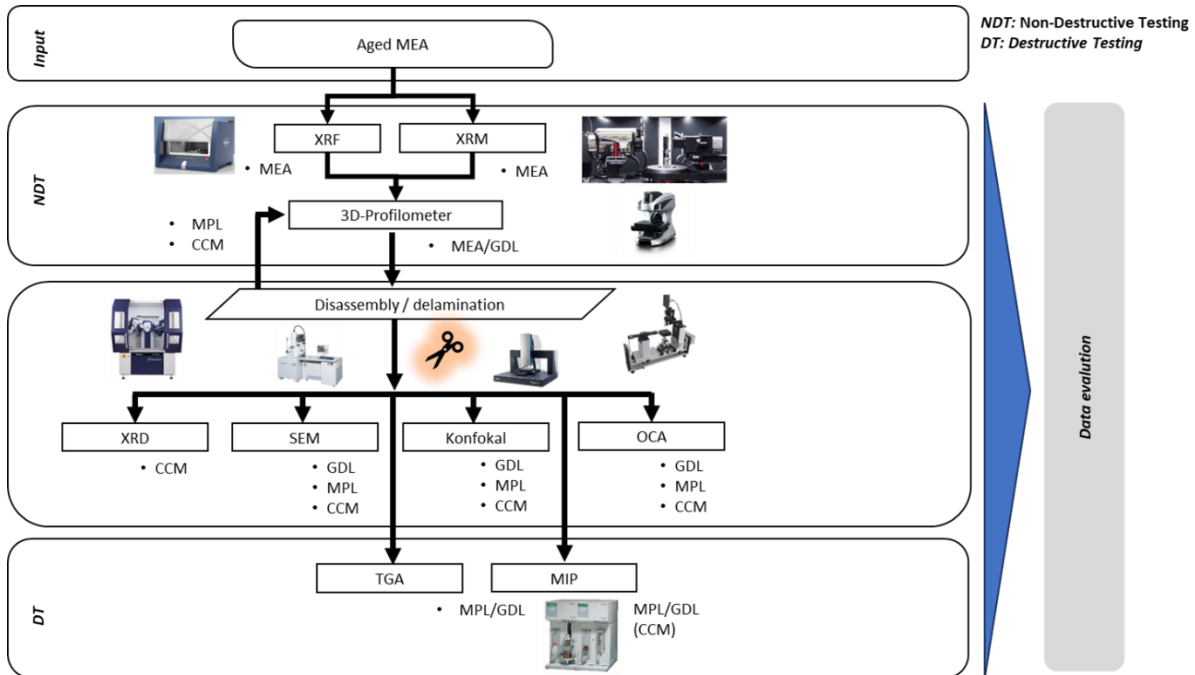 NDT: Non-Destructive Testing
DT: Destructive Testing
Input
Aged MEA
NDT
XRF
XRM
• MEA
• MEA
3D-Profilometer
• MPL
• CCM
• MEA/GDL
Disassembly / delamination
XRD
SEM
Konfokal
OCA
• CCM
• GDL
• MPL
• CCM
• GDL
• MPL
• CCM
• GDL
• MPL
• CCM
DT
TGA
MIP
• MPL/GDL
MPL/GDL
(CCM)
Data evaluation